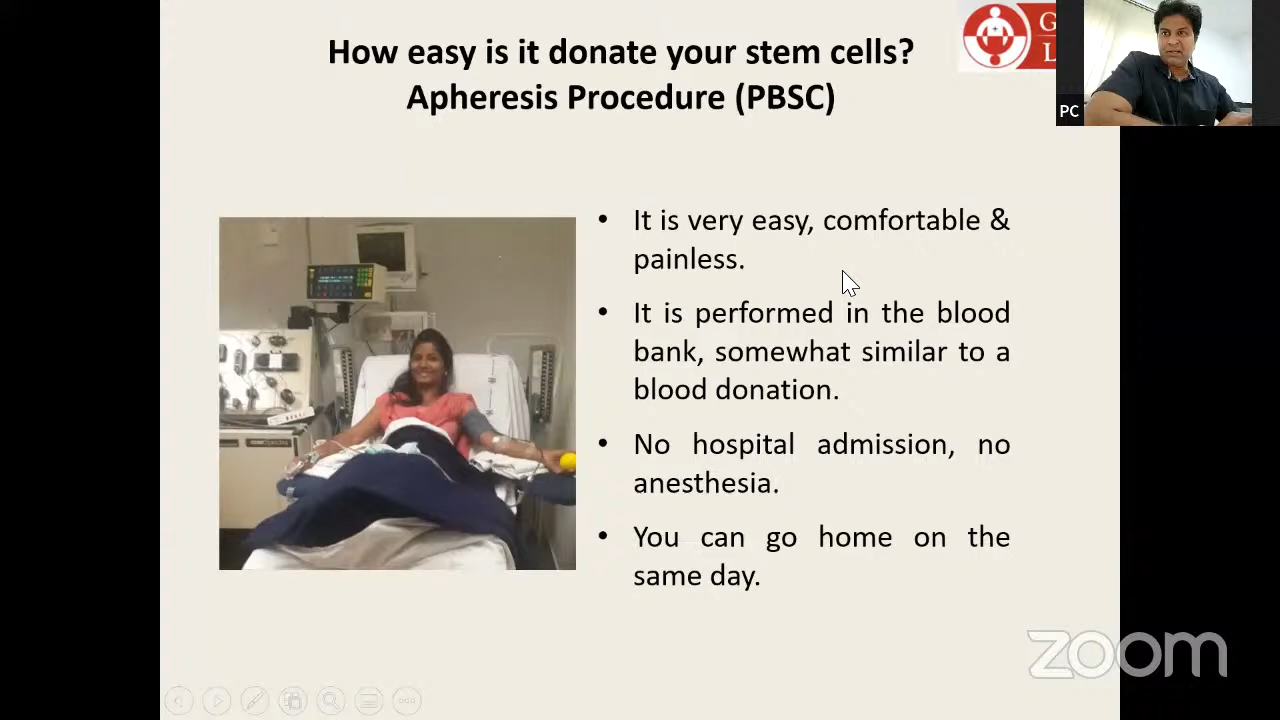 How easy is it donate your stem cells?
Apheresis Procedure (PBSC)
G
L
PC
• It is very easy, comfortable &
painless.
• It is performed in the blood
bank, somewhat similar to a
blood donation.
• No hospital admission, no
anesthesia.
• You can go home on the
same day.
zoom